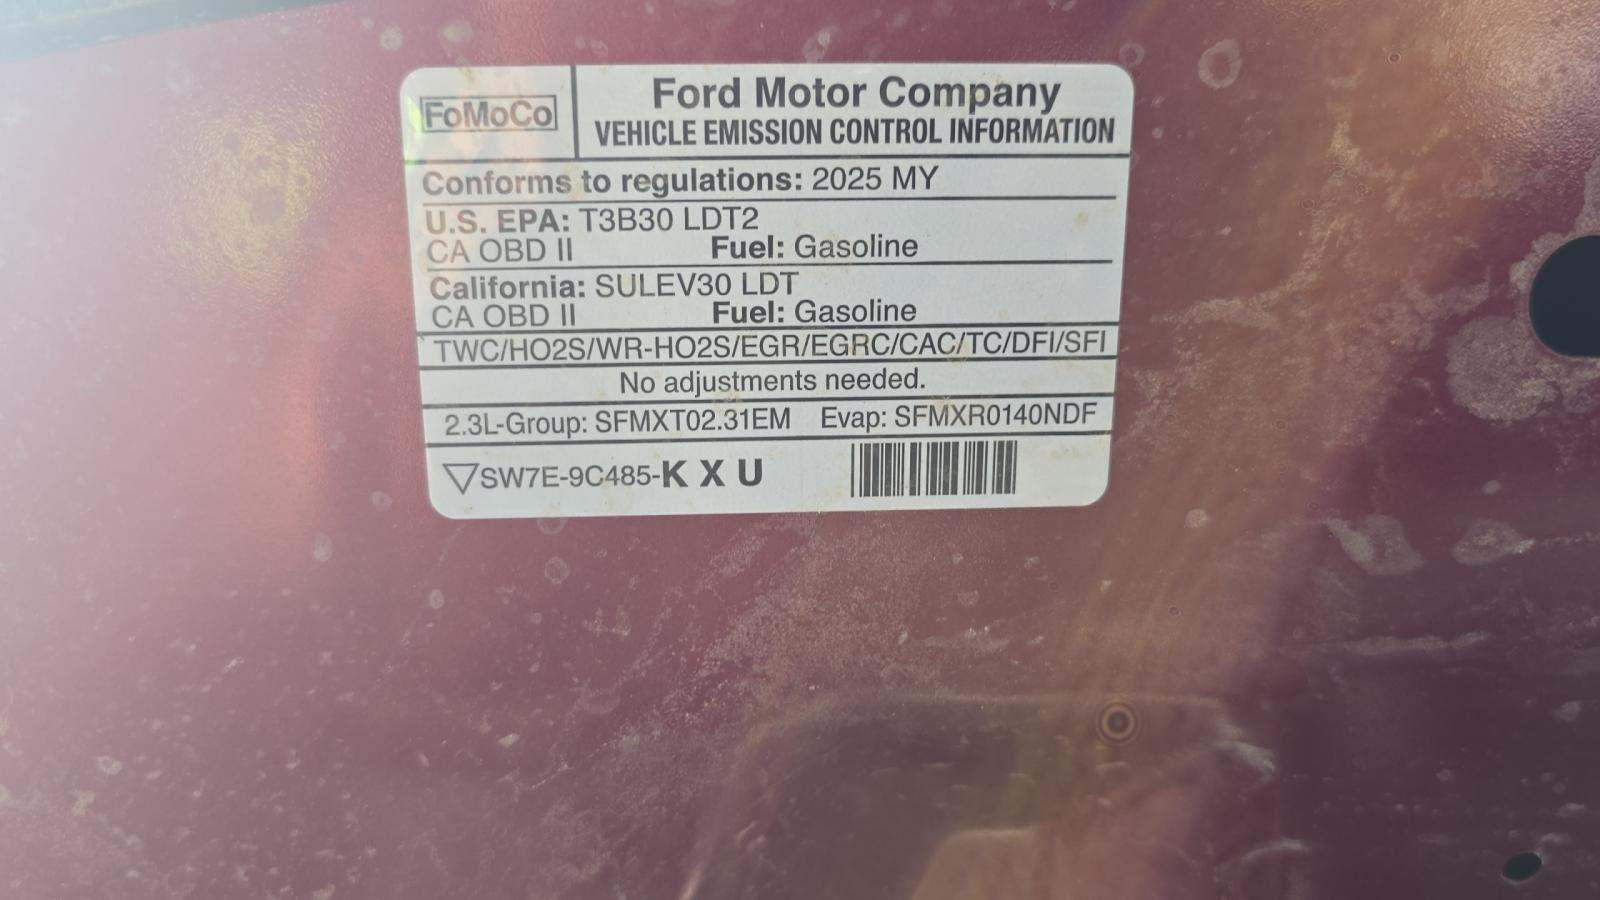 FoMoCo
Ford Motor Company
VEHICLE EMISSION CONTROL INFORMATION
Conforms to regulations: 2025 MY
U.S. EPA: T3B30 LDT2
CA OBD II Fuel: Gasoline
California: SULEV30 LDT
CA OBD II Fuel: Gasoline
TWC/HO2S/WR-HO2S/EGR/EGRC/CAC/TC/DFI/SFI
No adjustments needed.
2.3L-Group: SFMXT02.31EM Evap: SFMXR0140NDF
SW7E-9C485-K X U